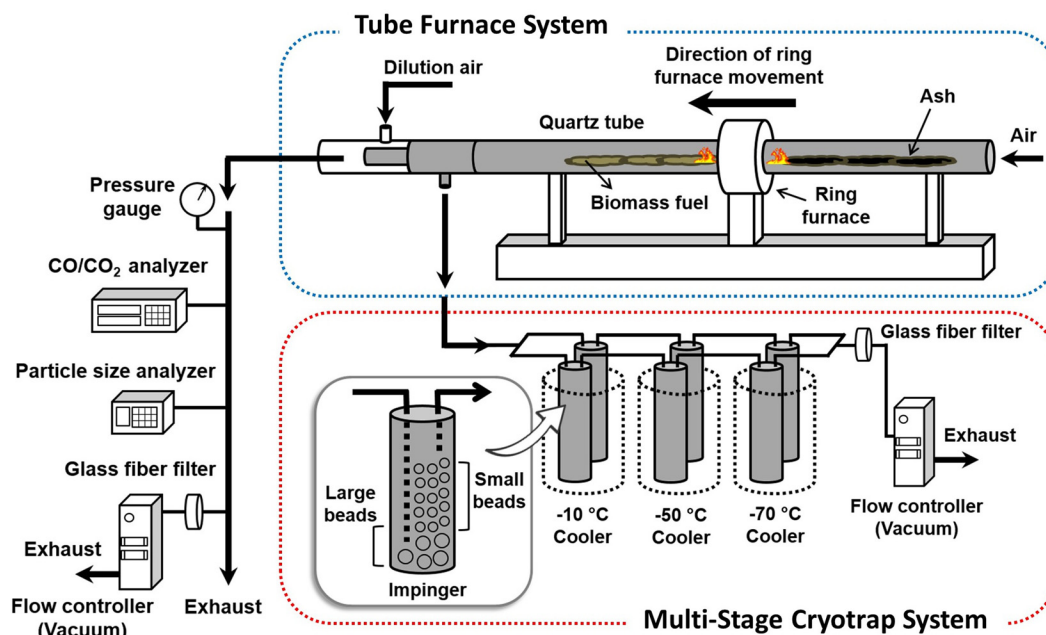 Tube Furnace System
Dilution air
Direction of ring
furnace movement
Ash
Quartz tube
Air
Biomass fuel
Ring
furnace
Pressure
gauge
CO/CO₂ analyzer
Particle size analyzer
Glass fiber filter
Exhaust
Flow controller
(Vacuum)
Exhaust
Glass fiber filter
Large
beads
Small
beads
Impinger
-10 °C
Cooler
-50 °C
Cooler
-70 °C
Cooler
Exhaust
Flow controller
(Vacuum)
Multi-Stage Cryotrap System